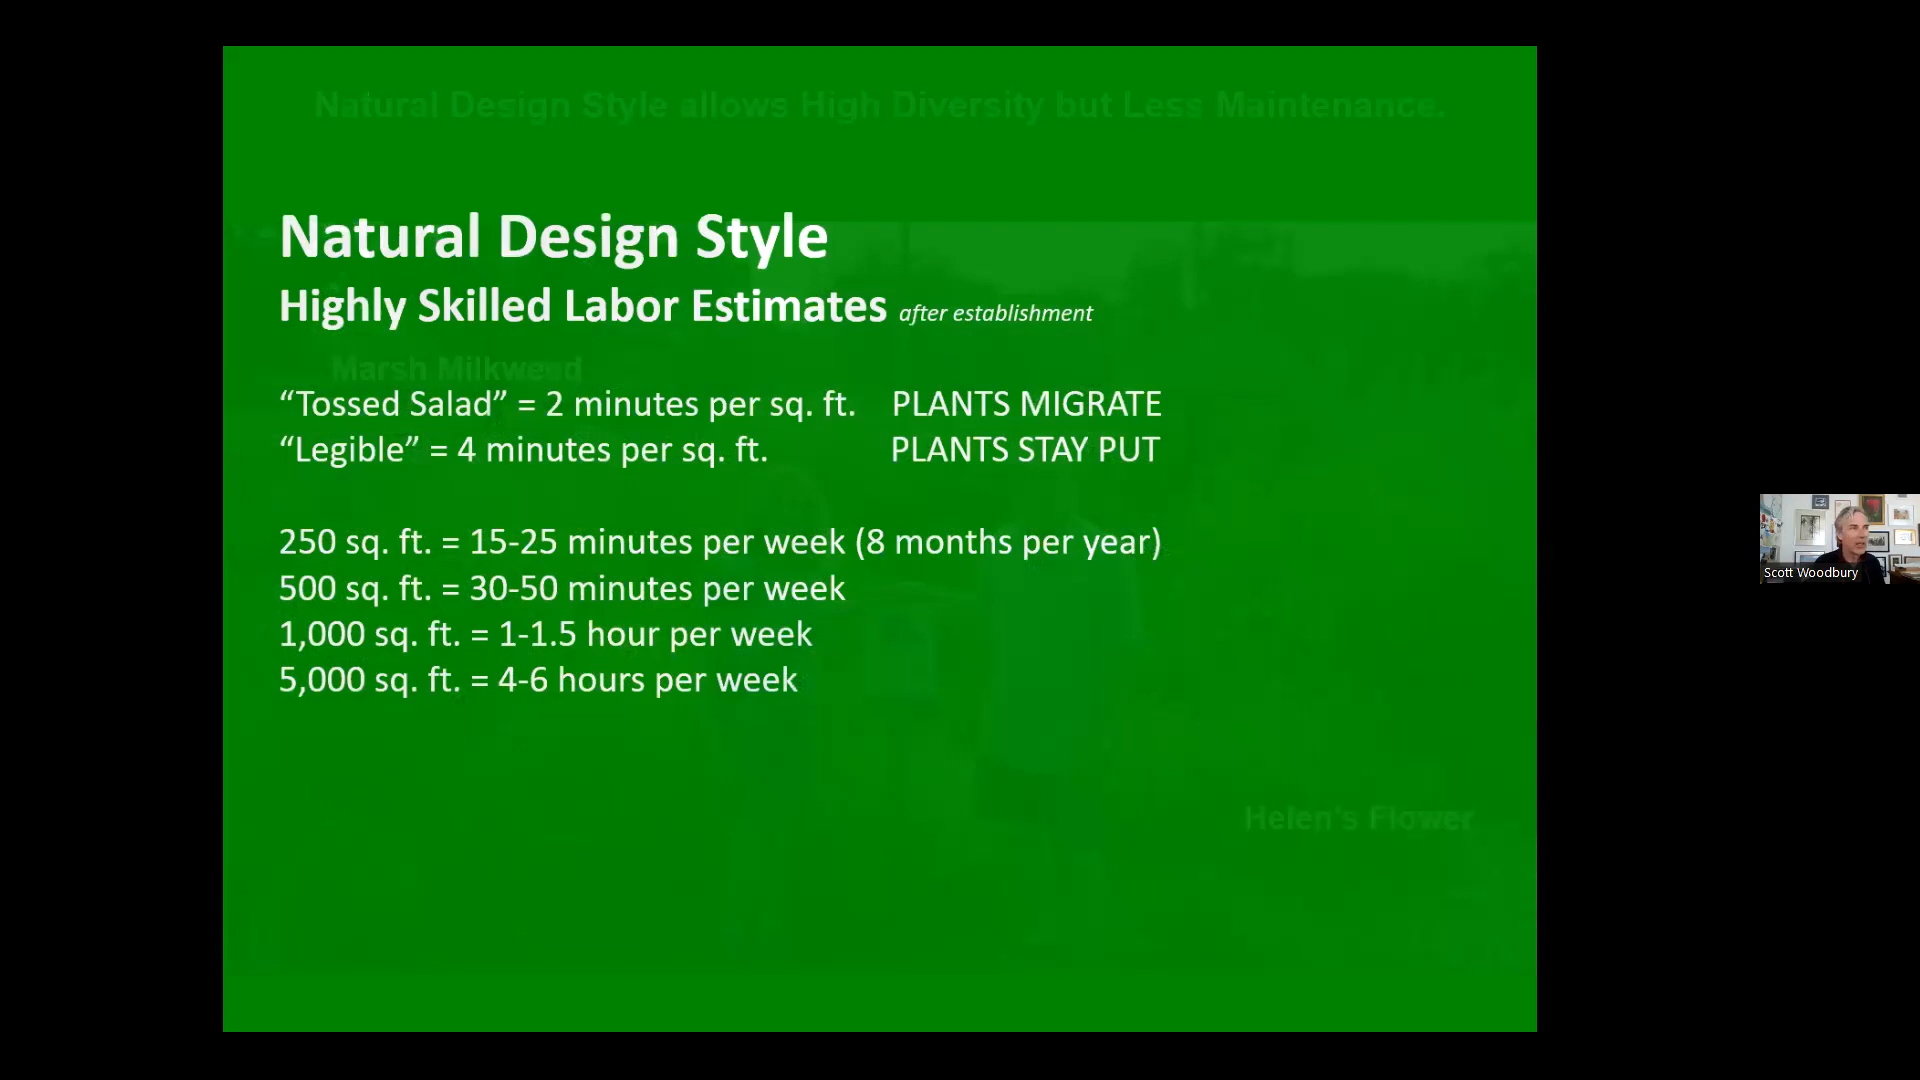 Natural Design Style allows High Diversity but Less Maintenance.
Natural Design Style
Highly Skilled Labor Estimates after establishment
Marsh Milkweed
“Tossed Salad” = 2 minutes per sq. ft. PLANTS MIGRATE
“Legible” = 4 minutes per sq. ft. PLANTS STAY PUT
250 sq. ft. = 15-25 minutes per week (8 months per year)
500 sq. ft. = 30-50 minutes per week
1,000 sq. ft. = 1-1.5 hour per week
5,000 sq. ft. = 4-6 hours per week
Helen's Flower
Scott Woodbury